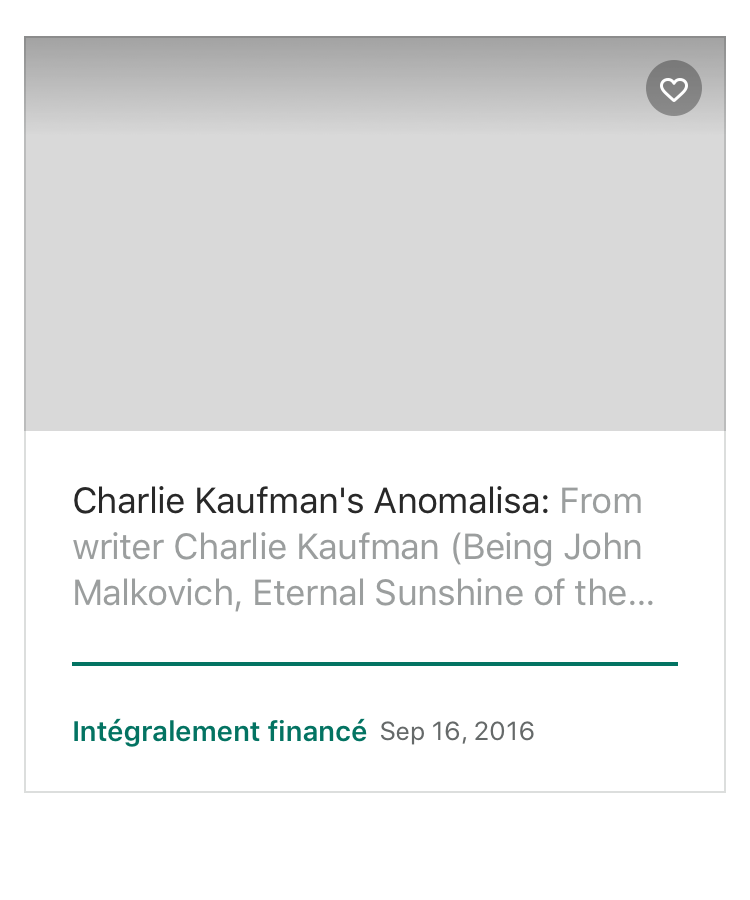 Charlie Kaufman's Anomalisa: From
writer Charlie Kaufman (Being John
Malkovich, Eternal Sunshine of the...
Intégralement financé Sep 16, 2016